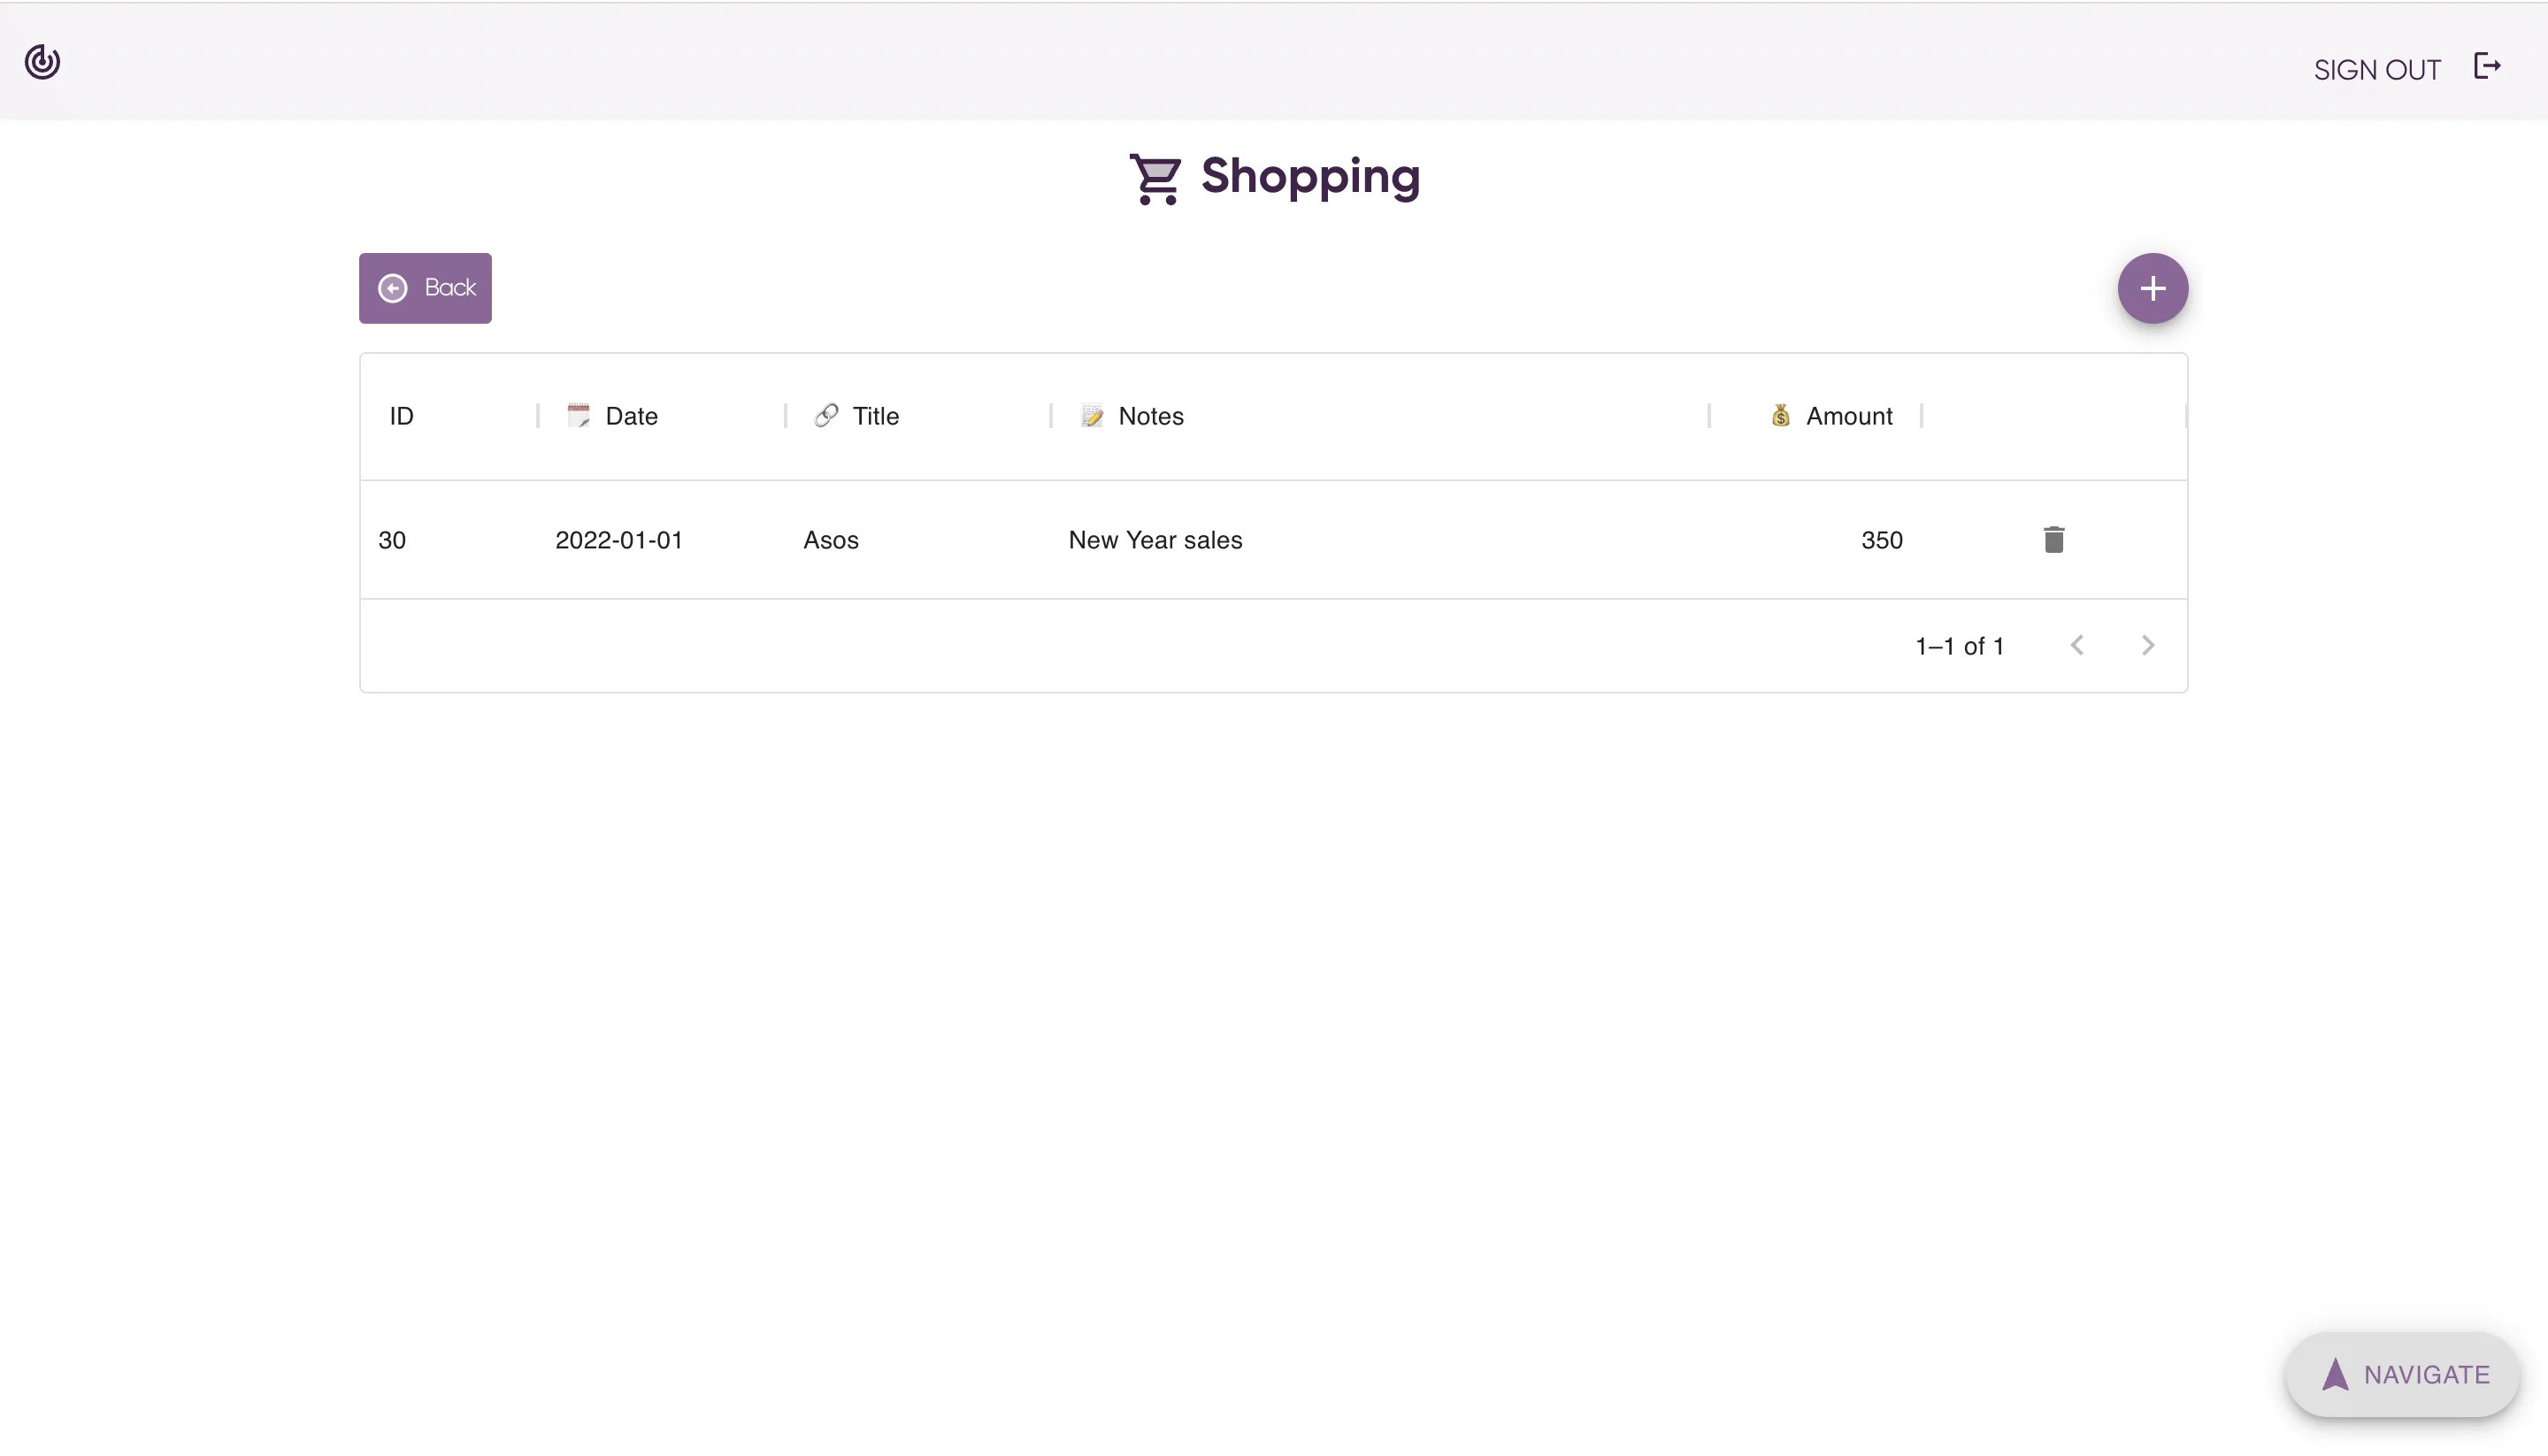 SIGN OUT
Shopping
Back
ID Date Title Notes Amount
30 2022-01-01 Asos New Year sales 350
1–1 of 1
NAVIGATE